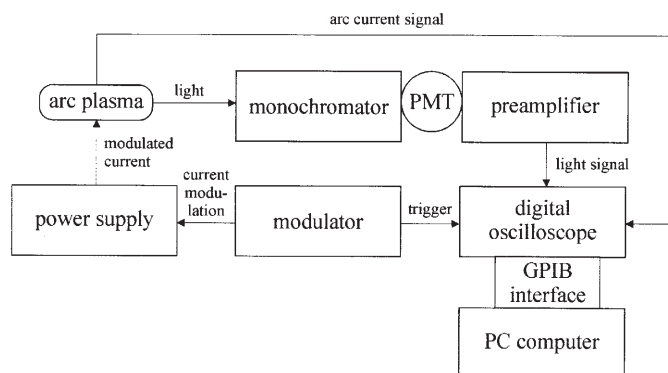 arc current signal
arc plasma
light
monochromator
PMT
preamplifier
modulated
current
light signal
power supply
current
modu-
lation
modulator
trigger
digital
oscilloscope
GPIB
interface
PC computer